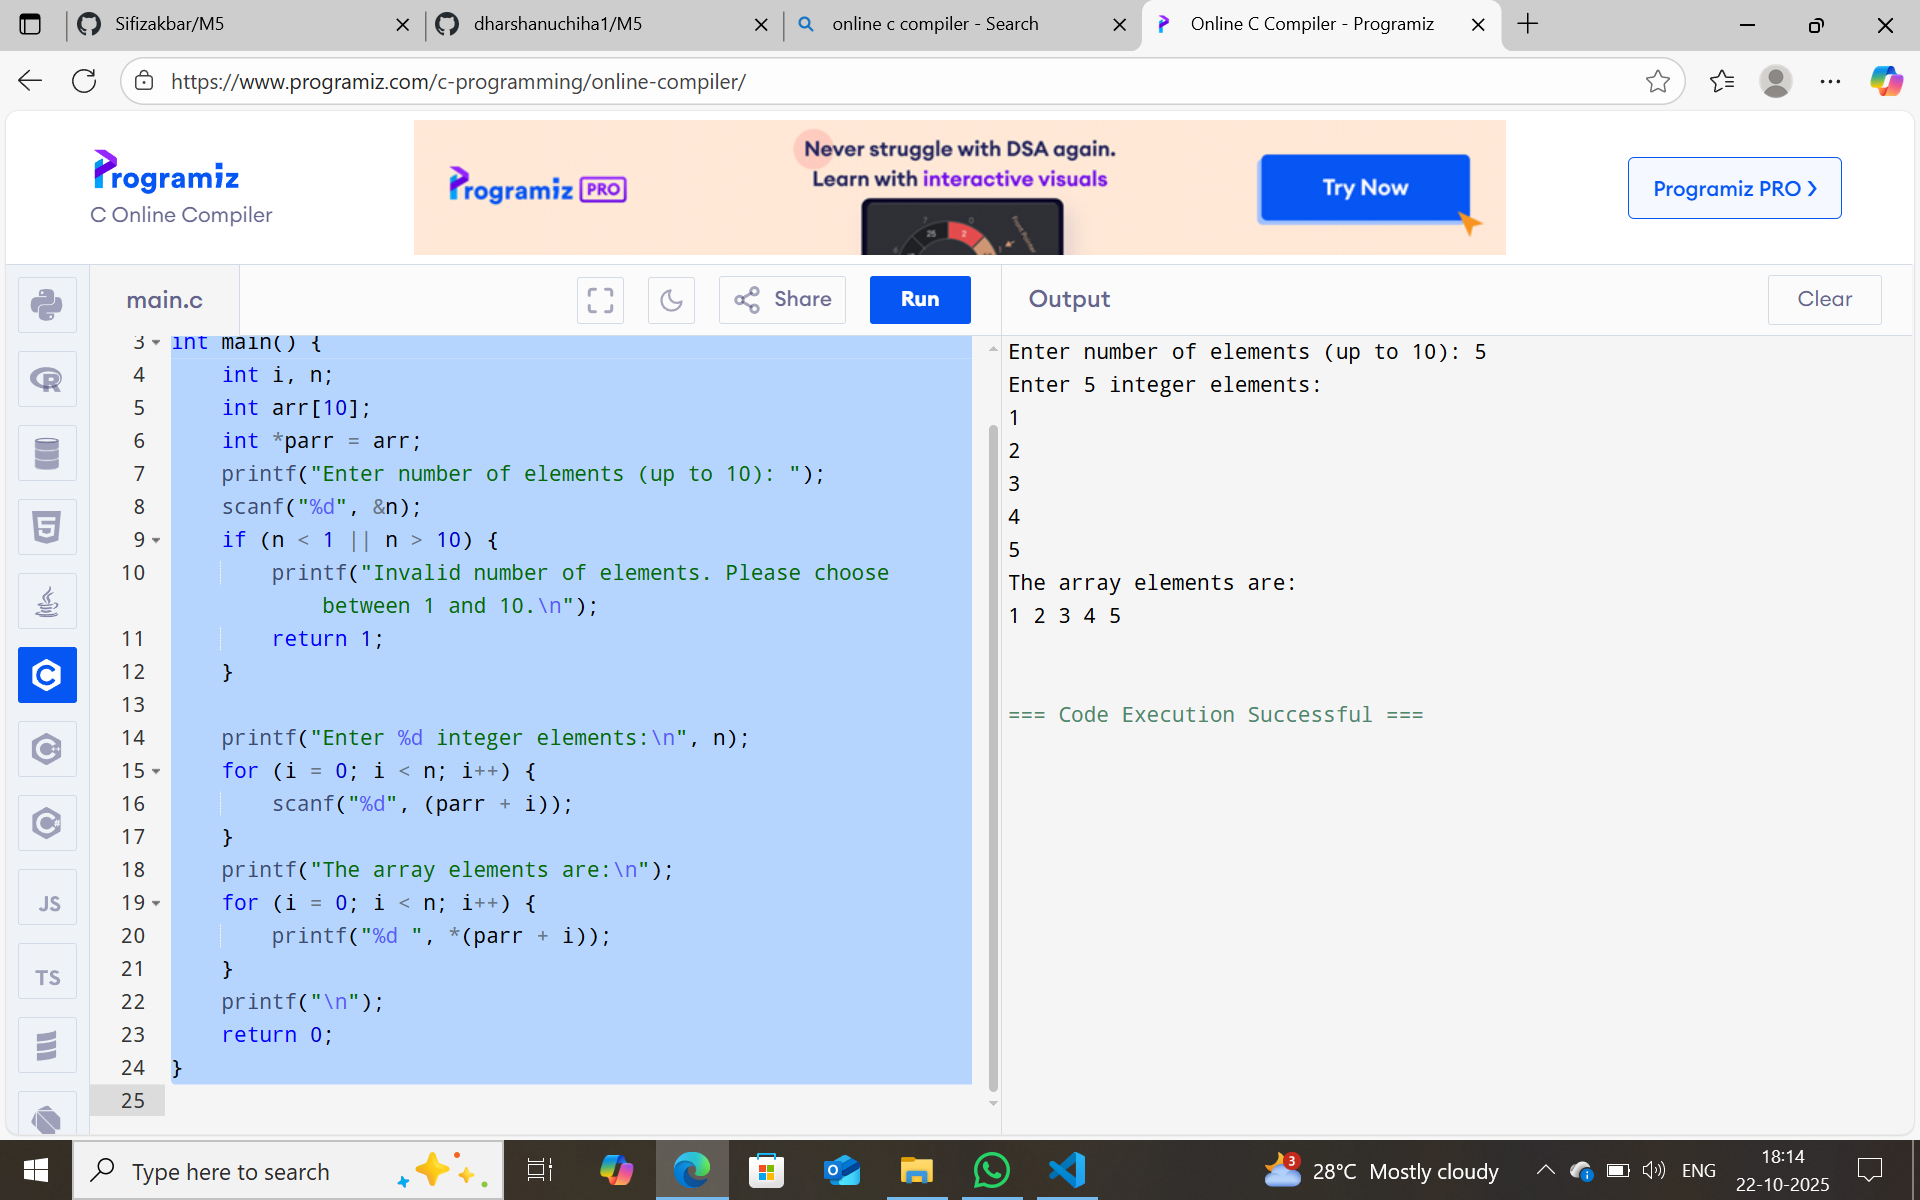 Sifizakbar/M5
dharshanuchiha1/M5
online c compiler - Search
Online C Compiler - Programiz
https://www.programiz.com/c-programming/online-compiler/
Programiz
C Online Compiler
Programiz PRO
Never struggle with DSA again.
Learn with interactive visuals
Try Now
Programiz PRO ❯
main.c
Share
Run
Output
Clear
3 int main() {
4 int i, n;
5 int arr[10];
6 int *parr = arr;
7 printf("Enter number of elements (up to 10): ");
8 scanf("%d", &n);
9 if (n < 1 || n > 10) {
10 printf("Invalid number of elements. Please choose
between 1 and 10.\n");
11 return 1;
12 }
13
14 printf("Enter %d integer elements:\n", n);
15 for (i = 0; i < n; i++) {
16 scanf("%d", (parr + i));
17 }
18 printf("The array elements are:\n");
19 for (i = 0; i < n; i++) {
20 printf("%d ", *(parr + i));
21 }
22 printf("\n");
23 return 0;
24 }
25
Enter number of elements (up to 10): 5
Enter 5 integer elements:
1
2
3
4
5
The array elements are:
1 2 3 4 5
=== Code Execution Successful ===
JS
TS
Type here to search
3
28°C Mostly cloudy
ENG
18:14
22-10-2025